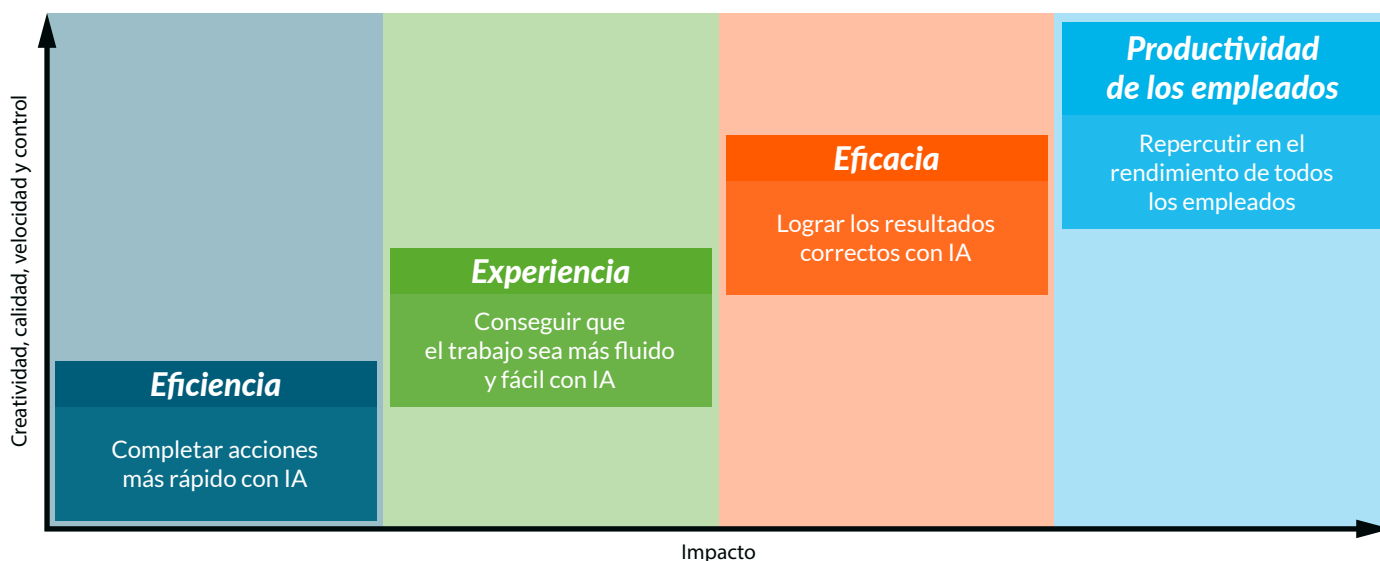 Creatividad, calidad, velocidad y control
Eficiencia
Completar acciones
más rápido con IA
Experiencia
Conseguir que
el trabajo sea más fluido
y fácil con IA
Eficacia
Lograr los resultados
correctos con IA
Productividad
de los empleados
Repercutir en el
rendimiento de todos
los empleados
Impacto